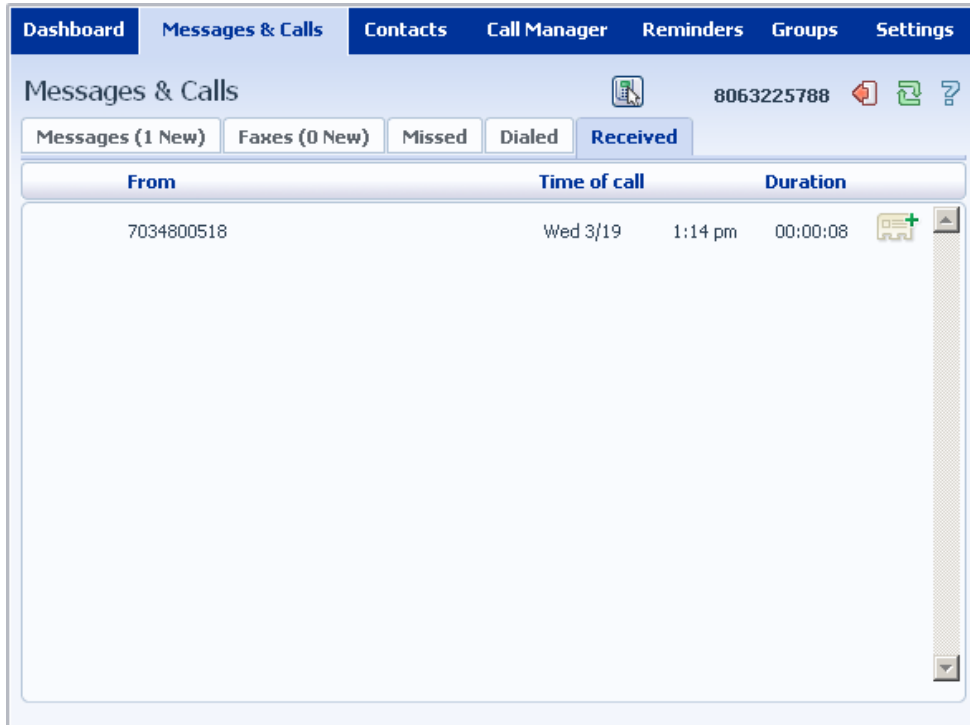 Dashboard Messages & Calls Contacts Call Manager Reminders Groups Settings
Messages & Calls 8063225788
Messages (1 New) Faxes (0 New) Missed Dialed Received
From Time of call Duration
7034800518 Wed 3/19 1:14 pm 00:00:08